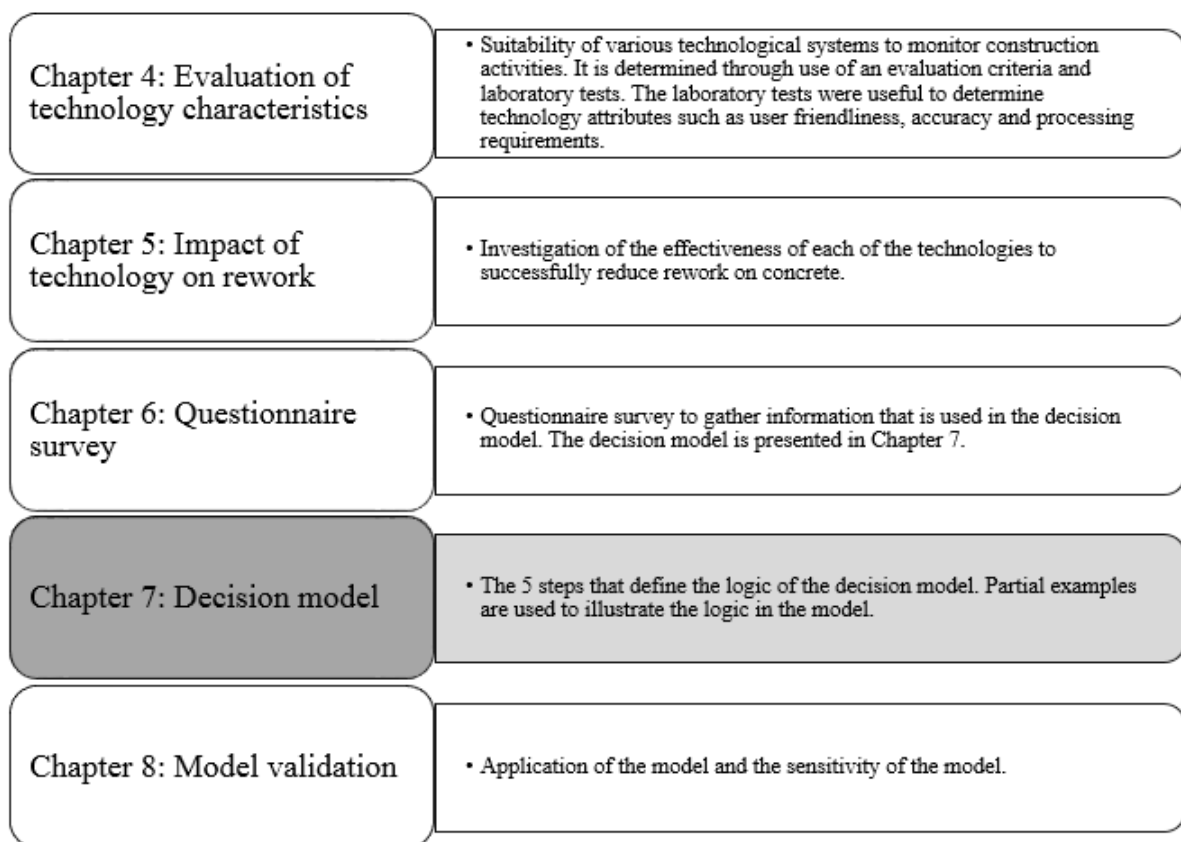 Chapter 4: Evaluation of
technology characteristics
• Suitability of various technological systems to monitor construction
activities. It is determined through use of an evaluation criteria and
laboratory tests. The laboratory tests were useful to determine
technology attributes such as user friendliness, accuracy and processing
requirements.
Chapter 5: Impact of
technology on rework
• Investigation of the effectiveness of each of the technologies to
successfully reduce rework on concrete.
Chapter 6: Questionnaire
survey
• Questionnaire survey to gather information that is used in the decision
model. The decision model is presented in Chapter 7.
Chapter 7: Decision model
• The 5 steps that define the logic of the decision model. Partial examples
are used to illustrate the logic in the model.
Chapter 8: Model validation
• Application of the model and the sensitivity of the model.